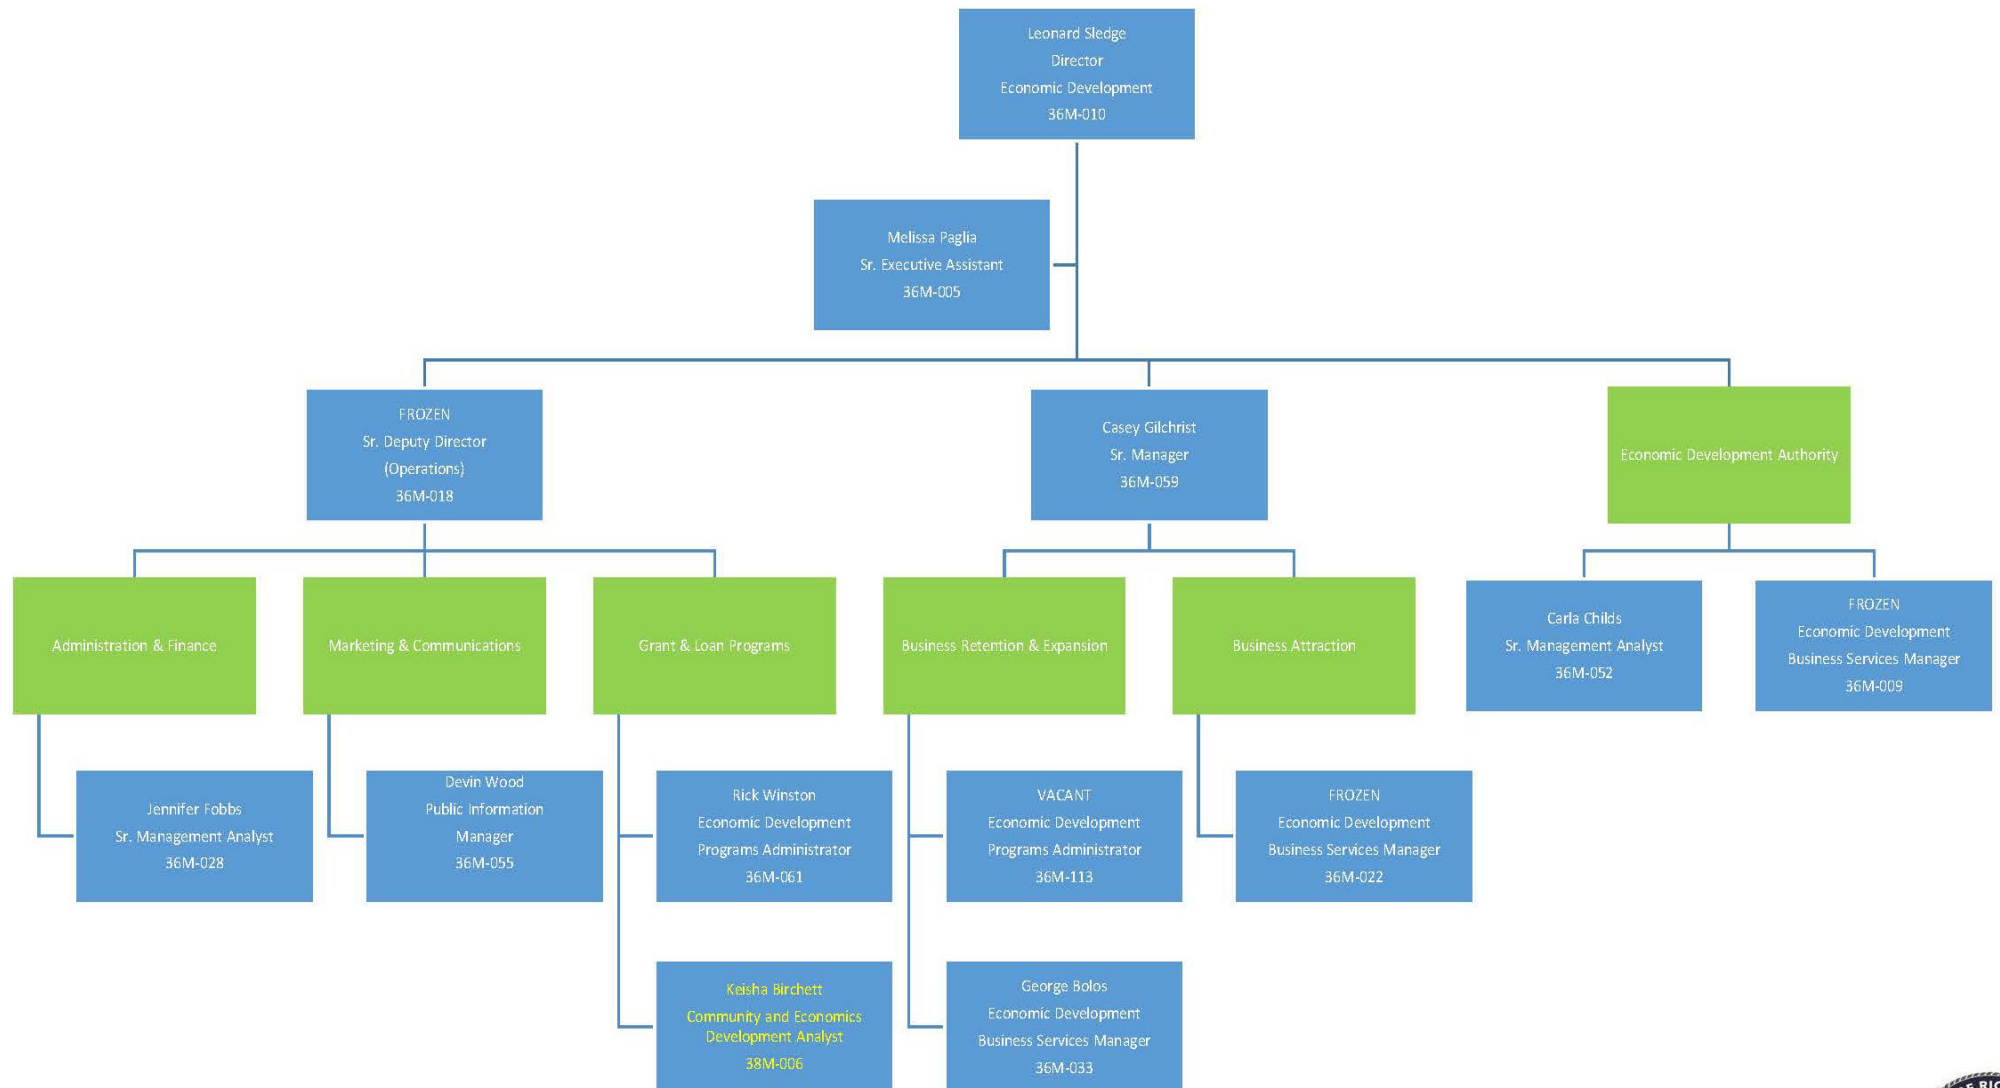 Leonard Sledge
Director
Economic Development
36M-010
Melissa Paglia
Sr. Executive Assistant
36M-005
FROZEN
Sr. Deputy Director
(Operations)
36M-018
Casey Gilchrist
Sr. Manager
36M-059
Economic Development Authority
Administration & Finance
Marketing & Communications
Grant & Loan Programs
Business Retention & Expansion
Business Attraction
Carla Childs
Sr. Management Analyst
36M-052
FROZEN
Economic Development
Business Services Manager
36M-009
Jennifer Fobbs
Sr. Management Analyst
36M-028
Devin Wood
Public Information
Manager
36M-055
Rick Winston
Economic Development
Programs Administrator
36M-061
VACANT
Economic Development
Programs Administrator
36M-113
FROZEN
Economic Development
Business Services Manager
36M-022
Keisha Birchett
Community and Economics
Development Analyst
38M-006
George Bolos
Economic Development
Business Services Manager
36M-033